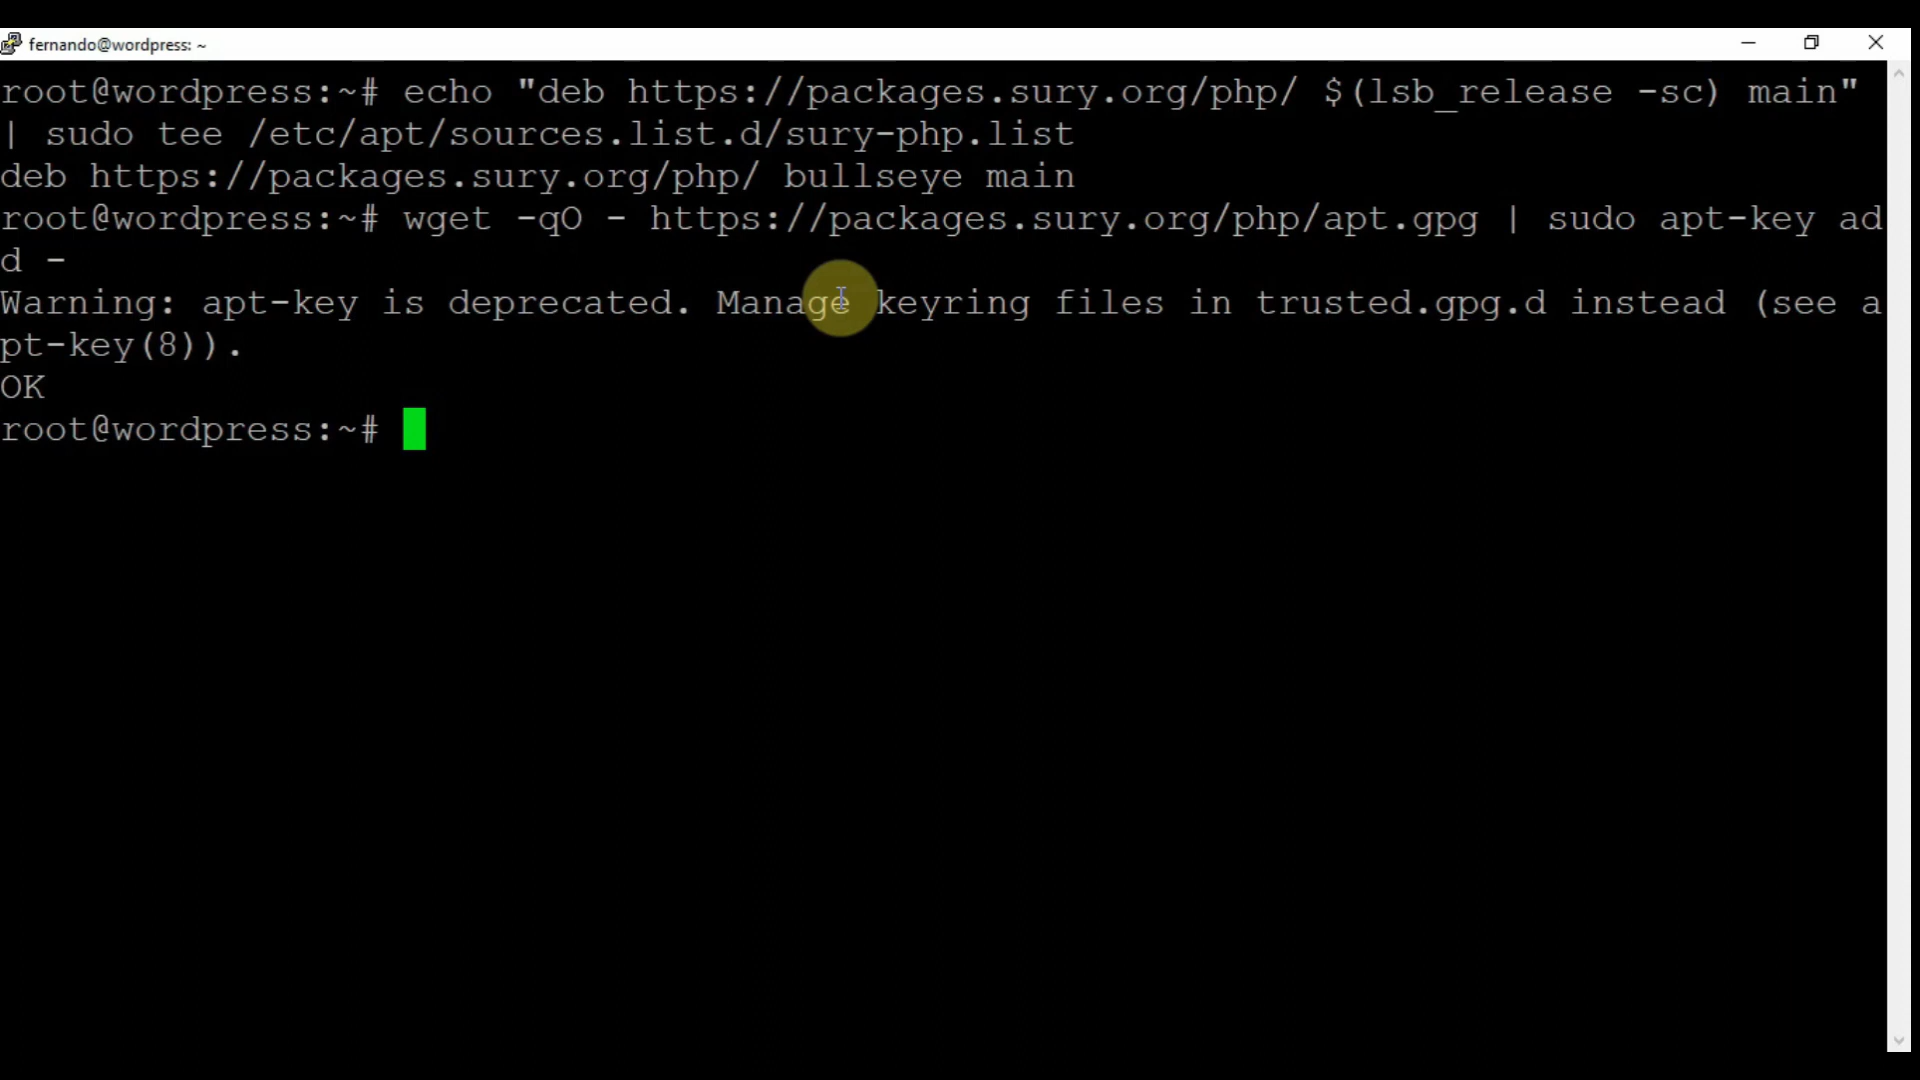 fernando@wordpress: ~
root@wordpress:~# echo "deb https://packages.sury.org/php/ $(lsb_release -sc) main"
| sudo tee /etc/apt/sources.list.d/sury-php.list
deb https://packages.sury.org/php/ bullseye main
root@wordpress:~# wget -qO - https://packages.sury.org/php/apt.gpg | sudo apt-key ad
d -
Warning: apt-key is deprecated. Manage keyring files in trusted.gpg.d instead (see a
pt-key(8)).
OK
root@wordpress:~#